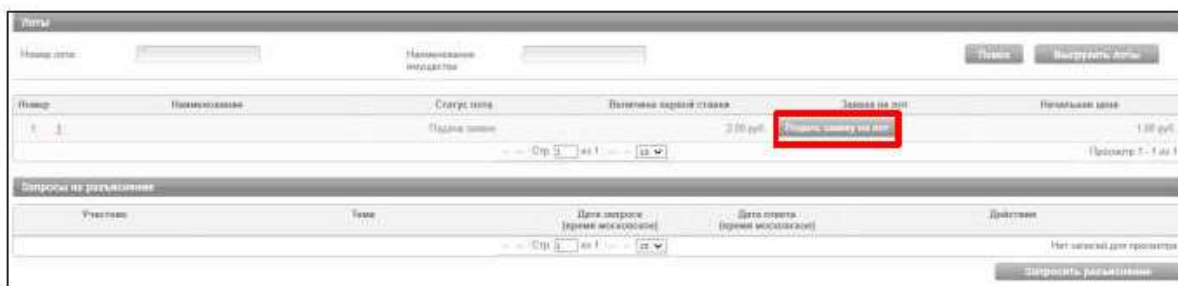 Лоты
Номер лота Наименование имущества Поиск Выгрузить лоты
Номер Наименование Статус лота Величина первой ставки Заявка на лот Начальная цена
1 1 Подача заявок 2.00 руб. Подать заявку на лот 1.00 руб.
Стр. 1 из 1 Просмотр 1 - 1 из 1
Запросы на разъяснение
Участник Тема Дата запроса (время московское) Дата ответа (время московское) Действия
Стр. 1 из 1 Нет записей для просмотра
Запросить разъяснение